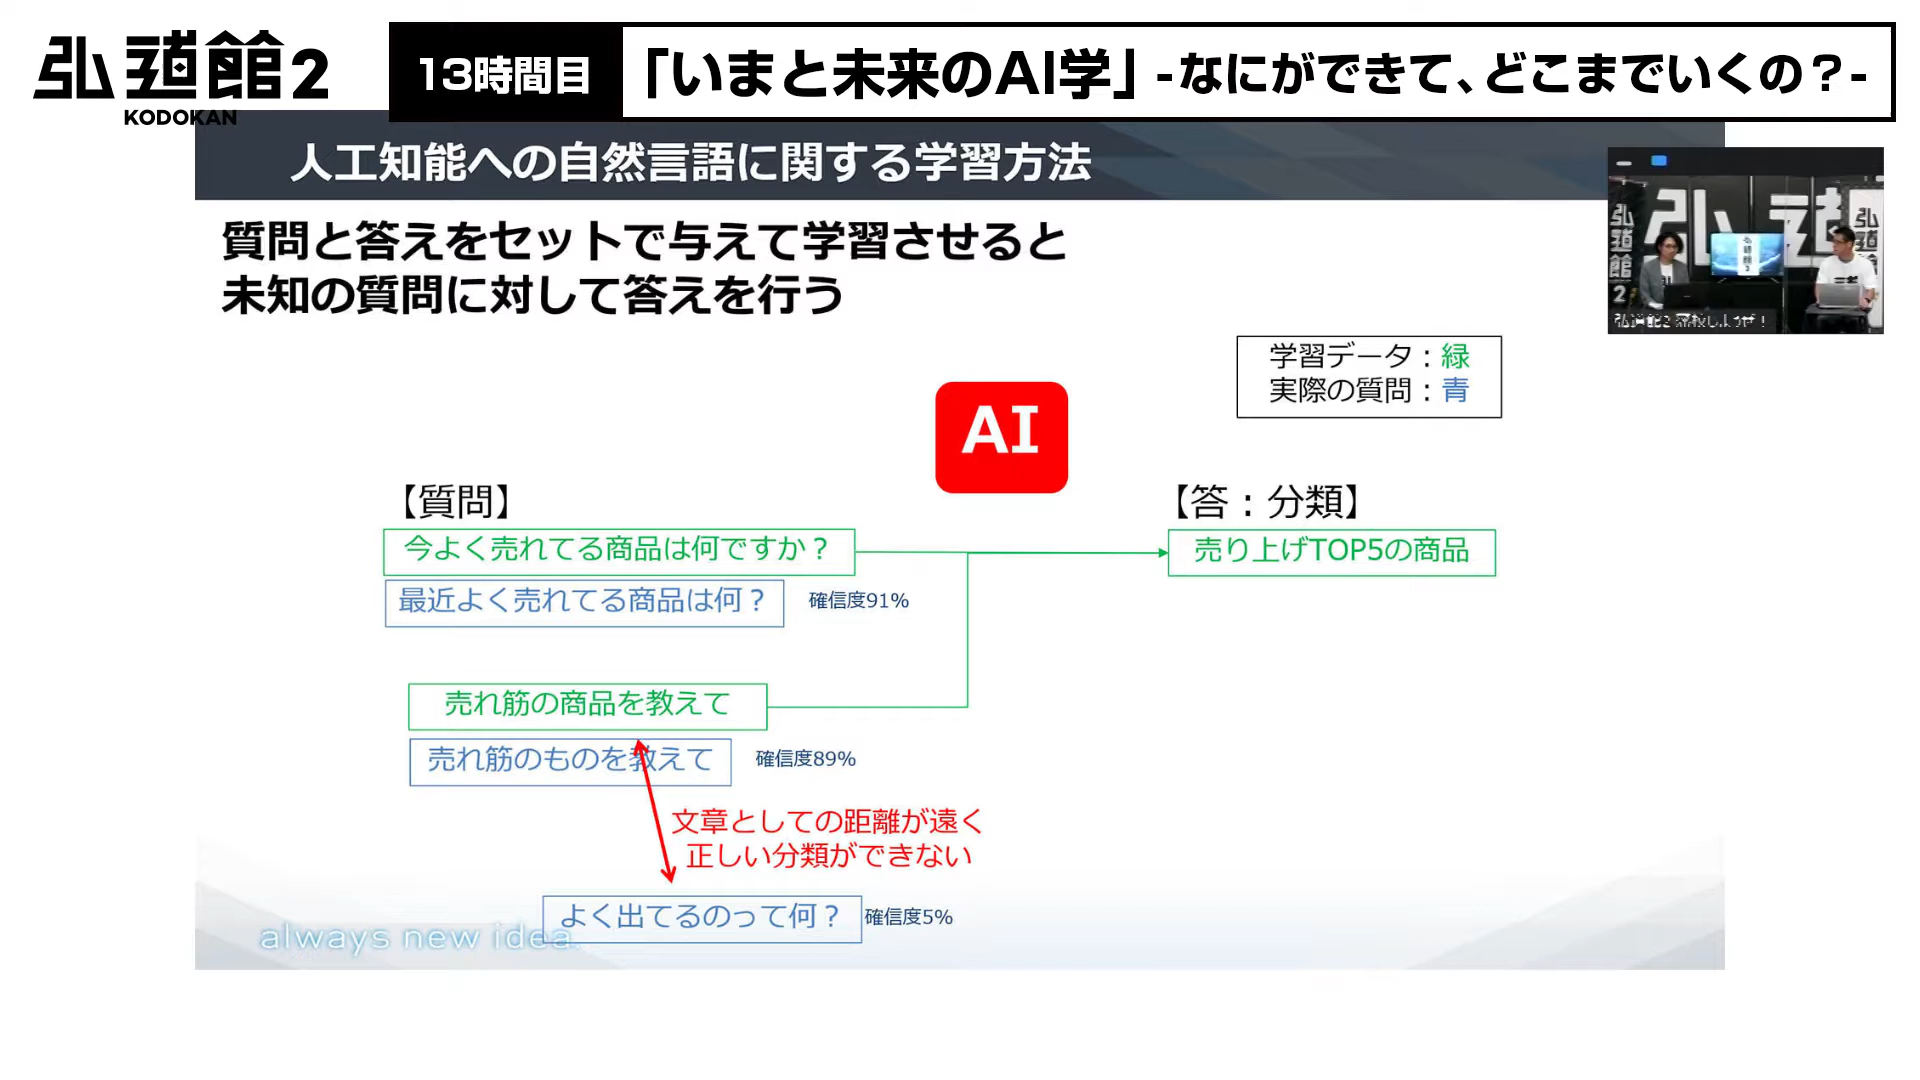 弘道館2
KODOKAN
13時間目
「いまと未来のAI学」-なにができて、どこまでいくの？-
人工知能への自然言語に関する学習方法
質問と答えをセットで与えて学習させると
未知の質問に対して答えを行う
弘道館2
学習データ：緑
実際の質問：青
AI
【質問】
【答：分類】
今よく売れてる商品は何ですか？
売り上げTOP5の商品
最近よく売れてる商品は何？
確信度91%
売れ筋の商品を教えて
売れ筋のものを教えて
確信度89%
文章としての距離が遠く
正しい分類ができない
よく出てるのって何？
確信度5%
always new idea.